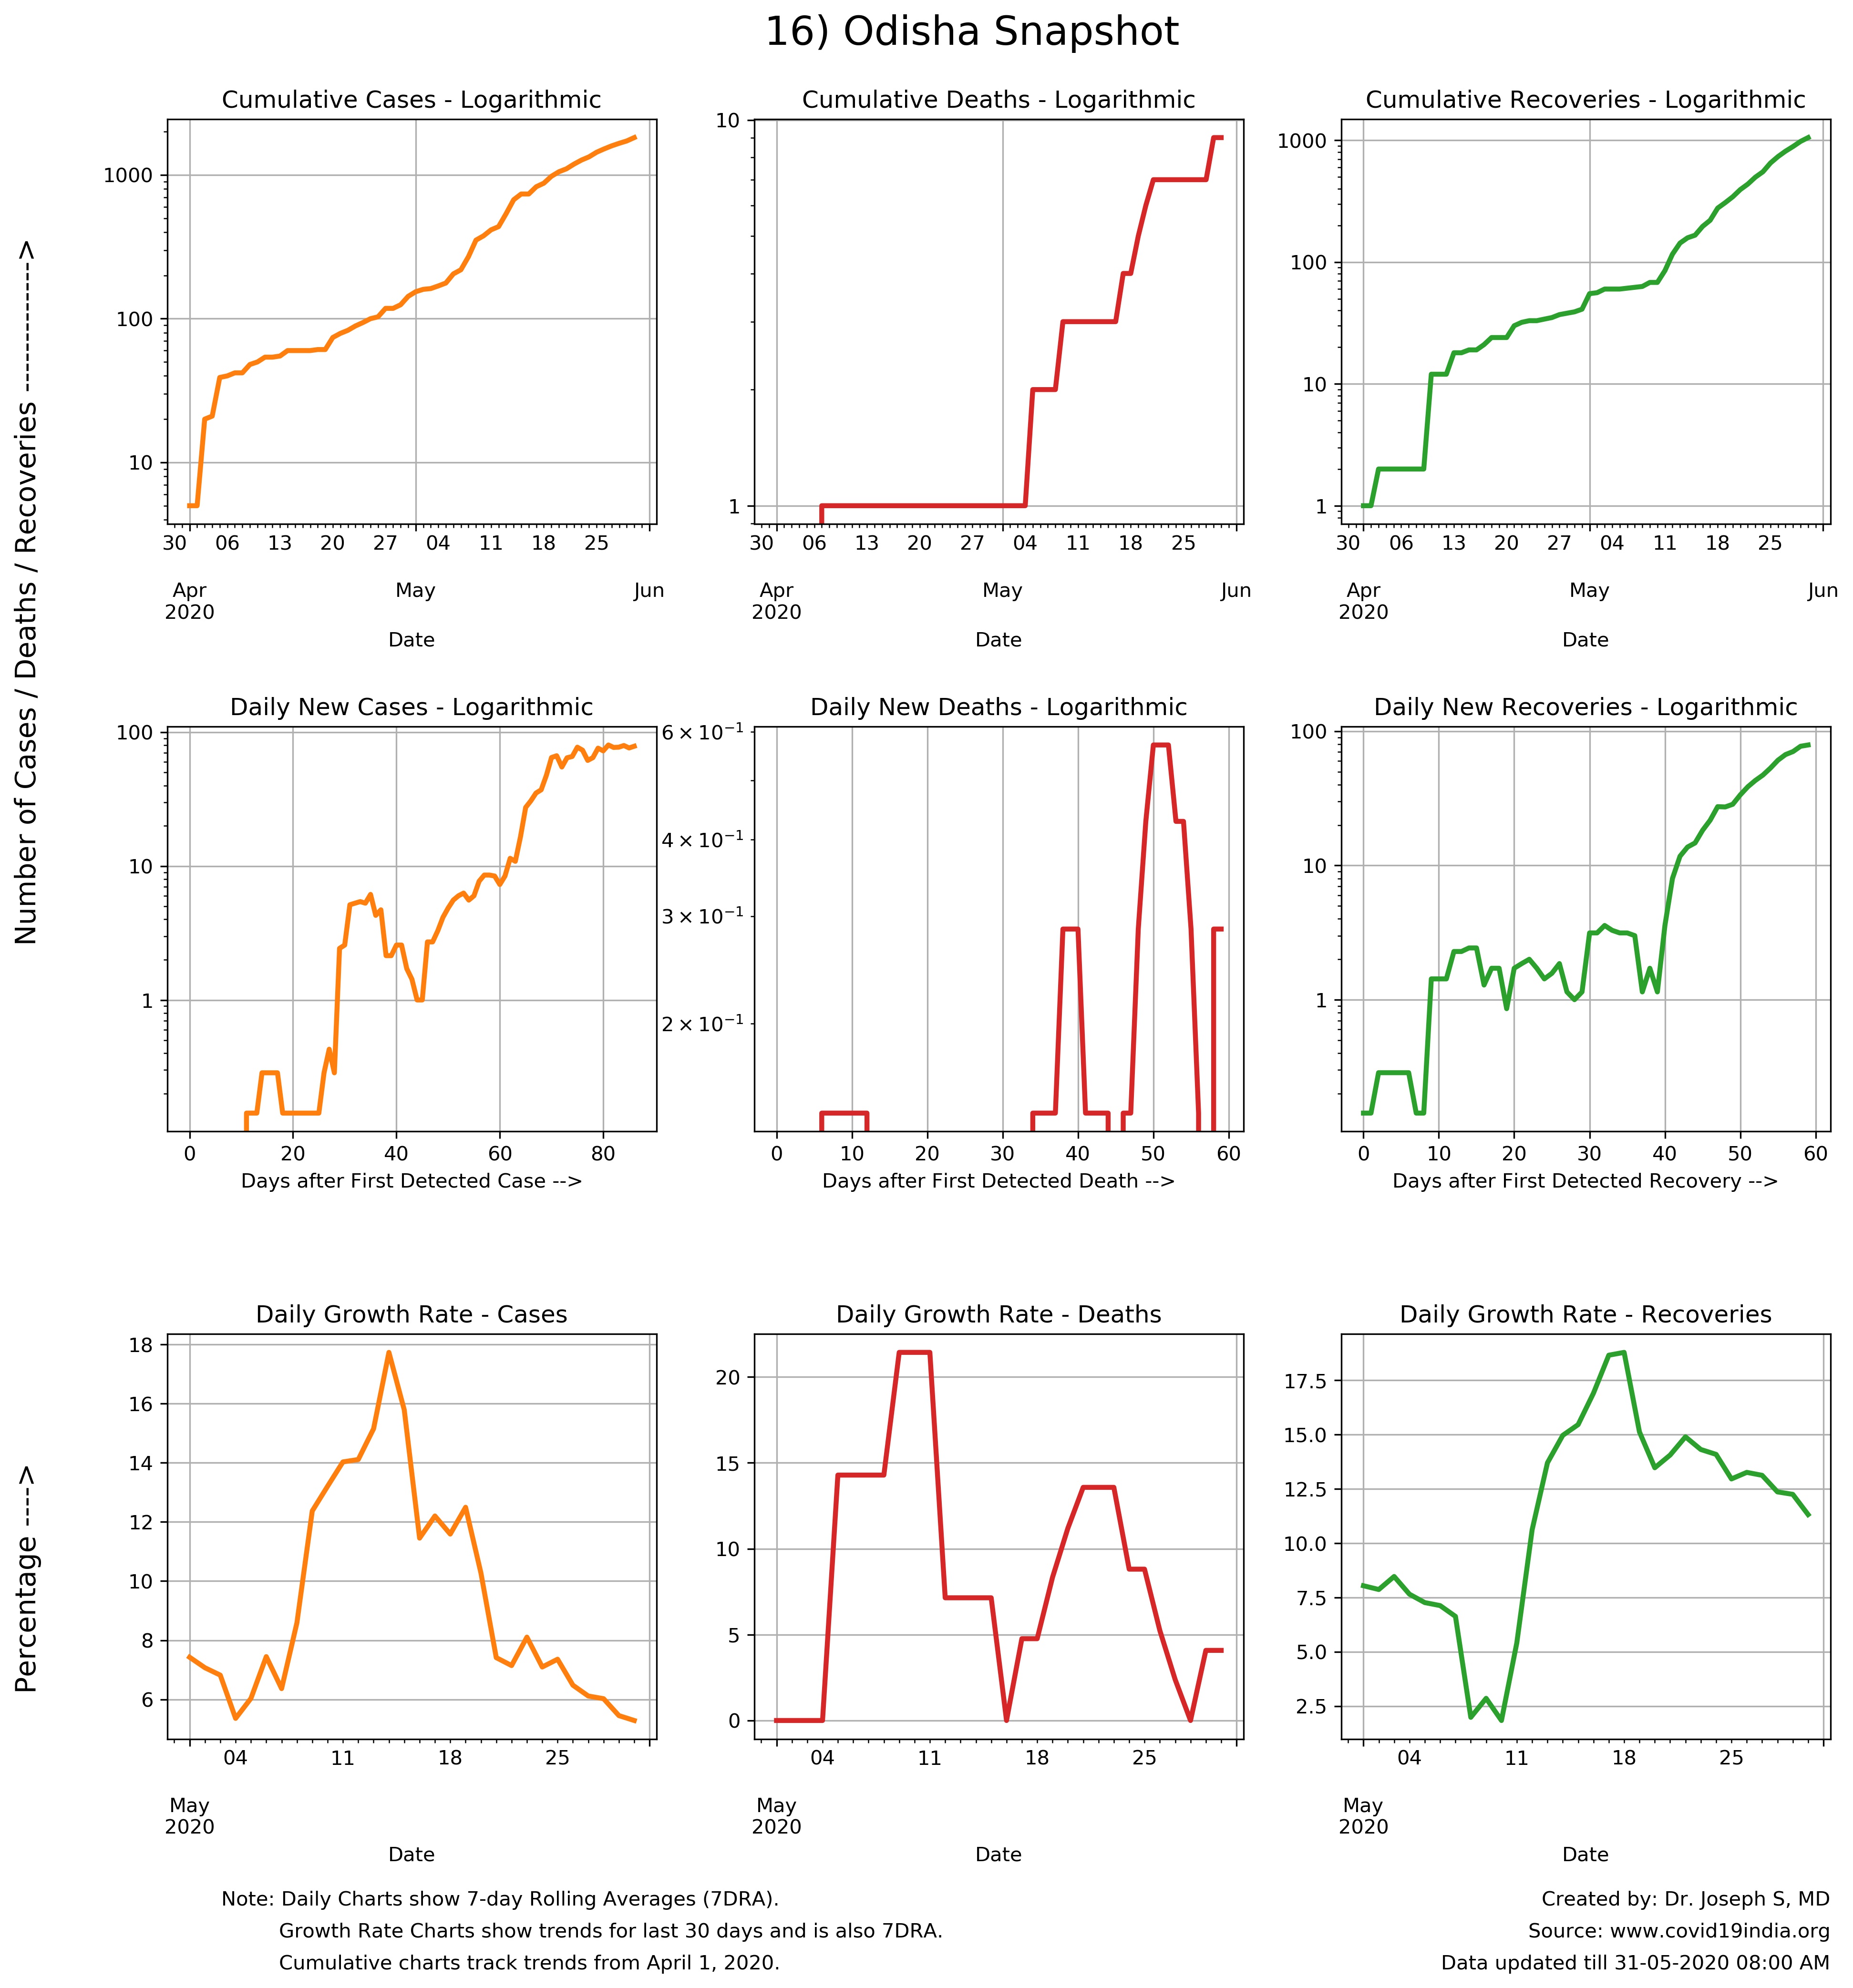 16) Odisha Snapshot
Number of Cases / Deaths / Recoveries --------------->
Cumulative Cases - Logarithmic
1000
100
10
30 06 13 20 27 04 11 18 25
Apr May Jun
2020
Date
Cumulative Deaths - Logarithmic
10
1
30 06 13 20 27 04 11 18 25
Apr May Jun
2020
Date
Cumulative Recoveries - Logarithmic
1000
100
10
1
30 06 13 20 27 04 11 18 25
Apr May Jun
2020
Date
Daily New Cases - Logarithmic
100
10
1
0 20 40 60 80
Days after First Detected Case -->
Daily New Deaths - Logarithmic
6 × 10⁻¹
4 × 10⁻¹
3 × 10⁻¹
2 × 10⁻¹
0 10 20 30 40 50 60
Days after First Detected Death -->
Daily New Recoveries - Logarithmic
100
10
1
0 10 20 30 40 50 60
Days after First Detected Recovery -->
Percentage ----->
Daily Growth Rate - Cases
18
16
14
12
10
8
6
04 11 18 25
May
2020
Date
Daily Growth Rate - Deaths
20
15
10
5
0
04 11 18 25
May
2020
Date
Daily Growth Rate - Recoveries
17.5
15.0
12.5
10.0
7.5
5.0
2.5
04 11 18 25
May
2020
Date
Note: Daily Charts show 7-day Rolling Averages (7DRA).
Growth Rate Charts show trends for last 30 days and is also 7DRA.
Cumulative charts track trends from April 1, 2020.
Created by: Dr. Joseph S, MD
Source: www.covid19india.org
Data updated till 31-05-2020 08:00 AM